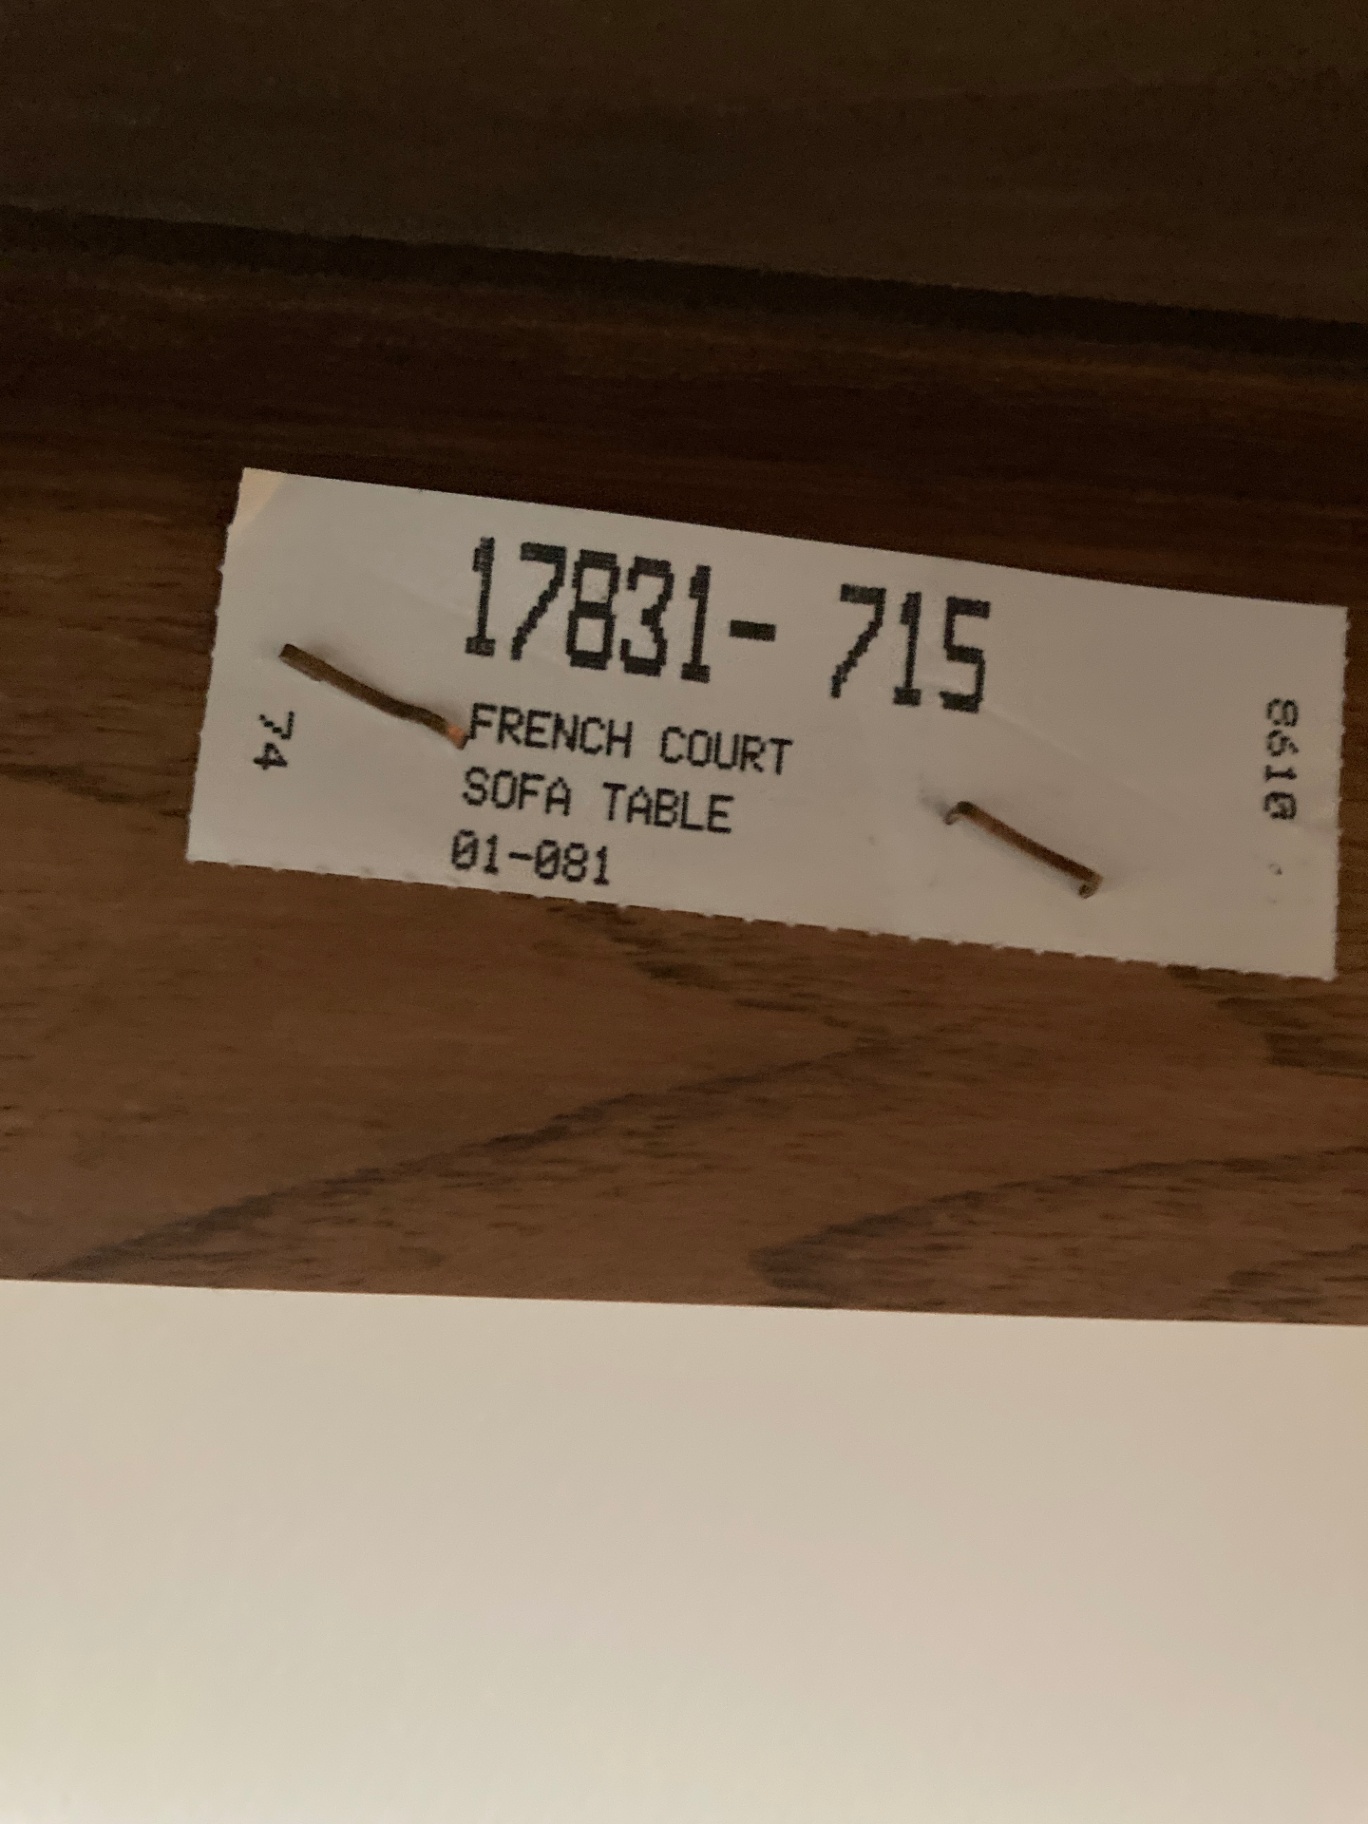 17831- 715
FRENCH COURT
SOFA TABLE
01-081
74
8610